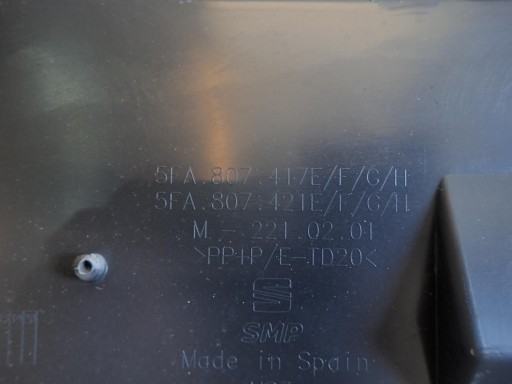 5FA.807.417E/F/G/H
5FA.807.421E/F/G/H
M - 221.02.01
>PP+P/E-TD20<
SMP
Made in Spain